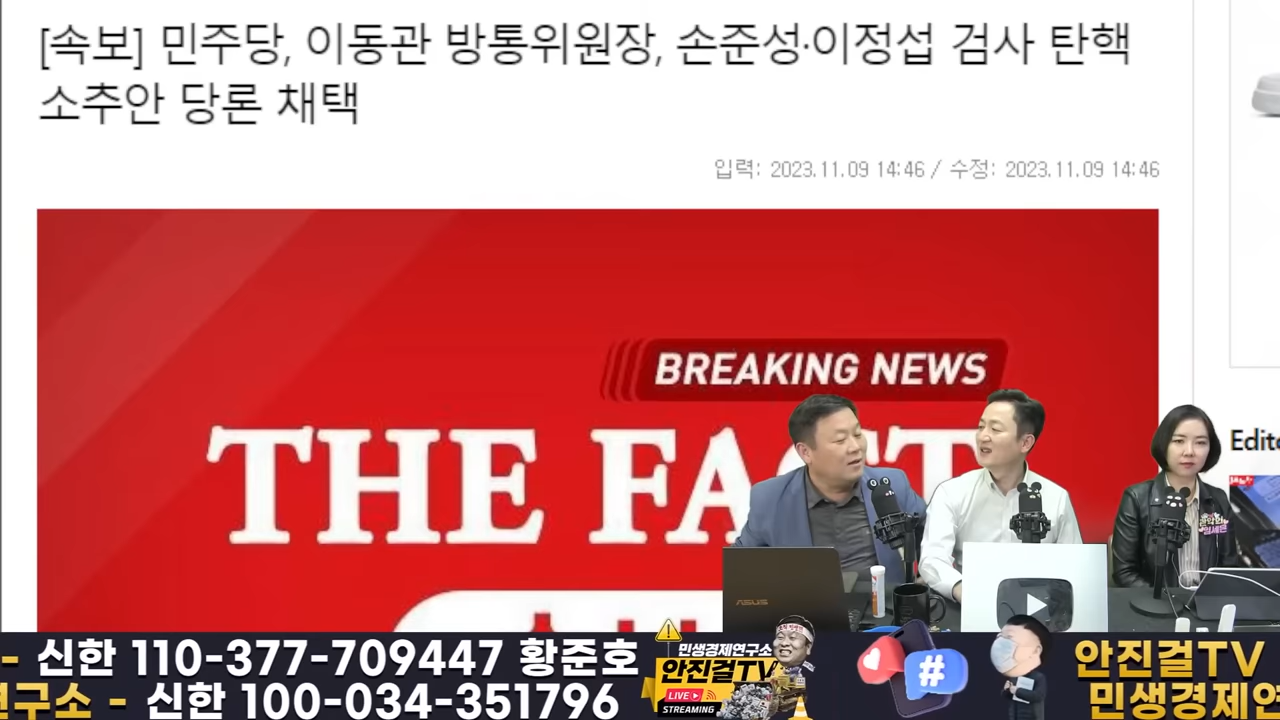 [속보] 민주당, 이동관 방통위원장, 손준성·이정섭 검사 탄핵
소추안 당론 채택
입력: 2023.11.09 14:46 / 수정: 2023.11.09 14:46
BREAKING NEWS
THE FACT
Edito
ASUS
- 신한 110-377-709447 황준호
연구소 - 신한 100-034-351796
민생경제연구소
안진걸TV
LIVE
STREAMING
#
안진걸TV
민생경제연